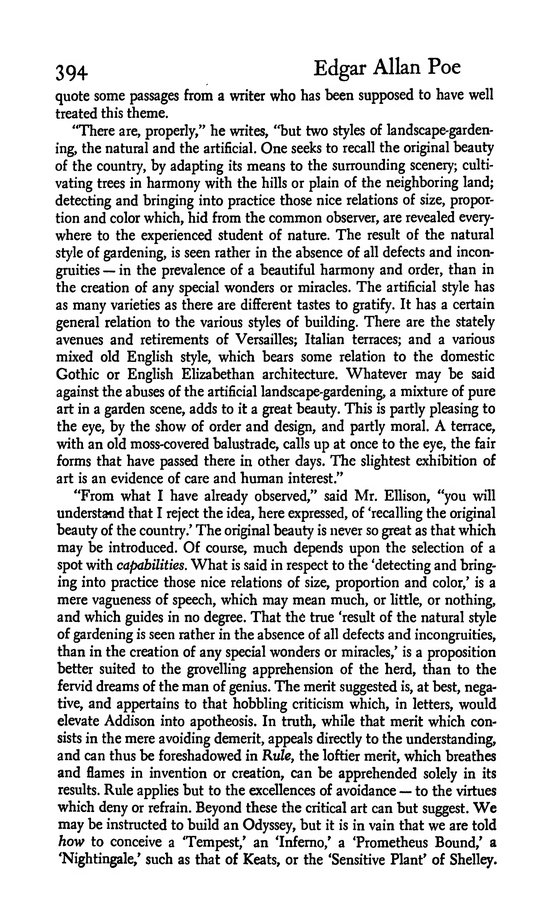 394 Edgar Allan Poe
quote some passages from a writer who has been supposed to have well
treated this theme.
"There are, properly," he writes, "but two styles of landscape-garden-
ing, the natural and the artificial. One seeks to recall the original beauty
of the country, by adapting its means to the surrounding scenery; culti-
vating trees in harmony with the hills or plain of the neighboring land;
detecting and bringing into practice those nice relations of size, propor-
tion and color which, hid from the common observer, are revealed every-
where to the experienced student of nature. The result of the natural
style of gardening, is seen rather in the absence of all defects and incon-
gruities — in the prevalence of a beautiful harmony and order, than in
the creation of any special wonders or miracles. The artificial style has
as many varieties as there are different tastes to gratify. It has a certain
general relation to the various styles of building. There are the stately
avenues and retirements of Versailles; Italian terraces; and a various
mixed old English style, which bears some relation to the domestic
Gothic or English Elizabethan architecture. Whatever may be said
against the abuses of the artificial landscape-gardening, a mixture of pure
art in a garden scene, adds to it a great beauty. This is partly pleasing to
the eye, by the show of order and design, and partly moral. A terrace,
with an old moss-covered balustrade, calls up at once to the eye, the fair
forms that have passed there in other days. The slightest exhibition of
art is an evidence of care and human interest."
"From what I have already observed," said Mr. Ellison, "you will
understand that I reject the idea, here expressed, of 'recalling the original
beauty of the country.' The original beauty is never so great as that which
may be introduced. Of course, much depends upon the selection of a
spot with capabilities. What is said in respect to the 'detecting and bring-
ing into practice those nice relations of size, proportion and color,' is a
mere vagueness of speech, which may mean much, or little, or nothing,
and which guides in no degree. That the true 'result of the natural style
of gardening is seen rather in the absence of all defects and incongruities,
than in the creation of any special wonders or miracles,' is a proposition
better suited to the grovelling apprehension of the herd, than to the
fervid dreams of the man of genius. The merit suggested is, at best, nega-
tive, and appertains to that hobbling criticism which, in letters, would
elevate Addison into apotheosis. In truth, while that merit which con-
sists in the mere avoiding demerit, appeals directly to the understanding,
and can thus be foreshadowed in Rule, the loftier merit, which breathes
and flames in invention or creation, can be apprehended solely in its
results. Rule applies but to the excellences of avoidance — to the virtues
which deny or refrain. Beyond these the critical art can but suggest. We
may be instructed to build an Odyssey, but it is in vain that we are told
how to conceive a 'Tempest,' an 'Inferno,' a 'Prometheus Bound,' a
'Nightingale,' such as that of Keats, or the 'Sensitive Plant' of Shelley.